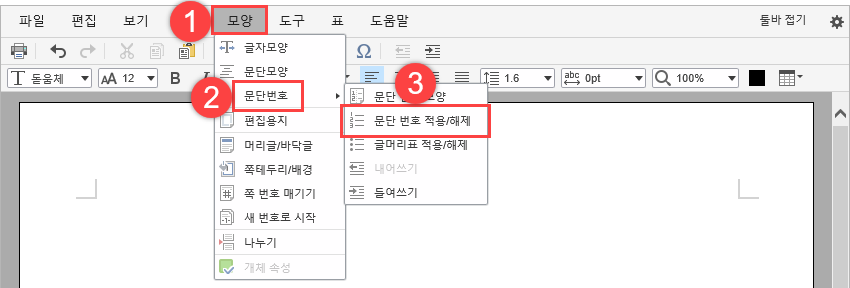 파일 편집 보기 1 모양 도구 표 도움말 툴바 접기
글자모양
돋움체 12 B 1.6 0pt 100%
문단모양
2 문단번호 3 문단 모양
편집용지 문단 번호 적용/해제
머리글/바닥글 글머리표 적용/해제
쪽테두리/배경 내어쓰기
쪽 번호 매기기 들여쓰기
새 번호로 시작
나누기
개체 속성